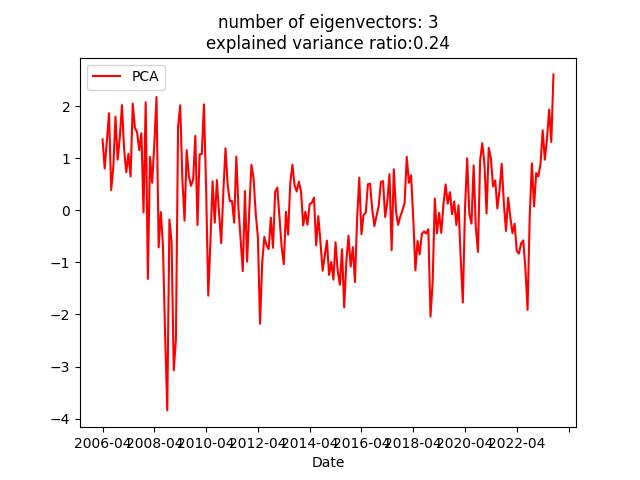 number of eigenvectors: 3
explained variance ratio:0.24
PCA
2
1
0
−1
−2
−3
−4
2006-04 2008-04 2010-04 2012-04 2014-04 2016-04 2018-04 2020-04 2022-04
Date